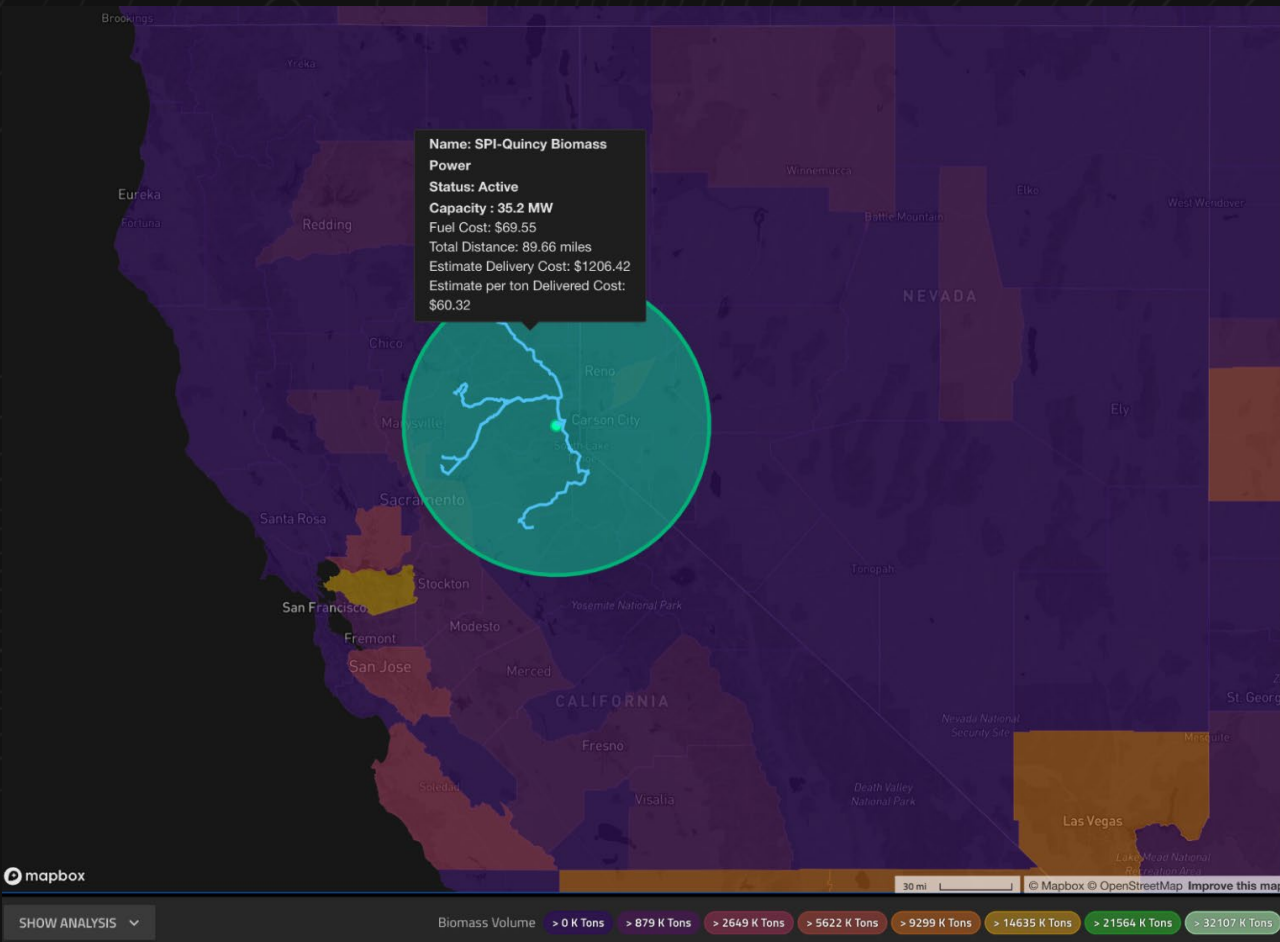 Brookings
Yreka
Name: SPI-Quincy Biomass
Power
Status: Active
Capacity : 35.2 MW
Fuel Cost: $69.55
Total Distance: 89.66 miles
Estimate Delivery Cost: $1206.42
Estimate per ton Delivered Cost:
$60.32
Winnemucca
Eureka
Elko
West Wendover
Fortuna
Redding
Battle Mountain
NEVADA
Chico
Reno
Ely
Marysville
Carson City
South Lake
Sacramento
Santa Rosa
Tonopah
Stockton
San Francisco
Yosemite National Park
Modesto
Fremont
San Jose
Merced
CALIFORNIA
St. Georg
Nevada National
Security Site
Mesquite
Fresno
Soledad
Visalia
Death Valley
National Park
Las Vegas
Lake Mead National
Recreation Area
mapbox
30 mi
© Mapbox © OpenStreetMap Improve this map
SHOW ANALYSIS
Biomass Volume
> 0 K Tons
> 879 K Tons
> 2649 K Tons
> 5622 K Tons
> 9299 K Tons
> 14635 K Tons
> 21564 K Tons
> 32107 K Tons